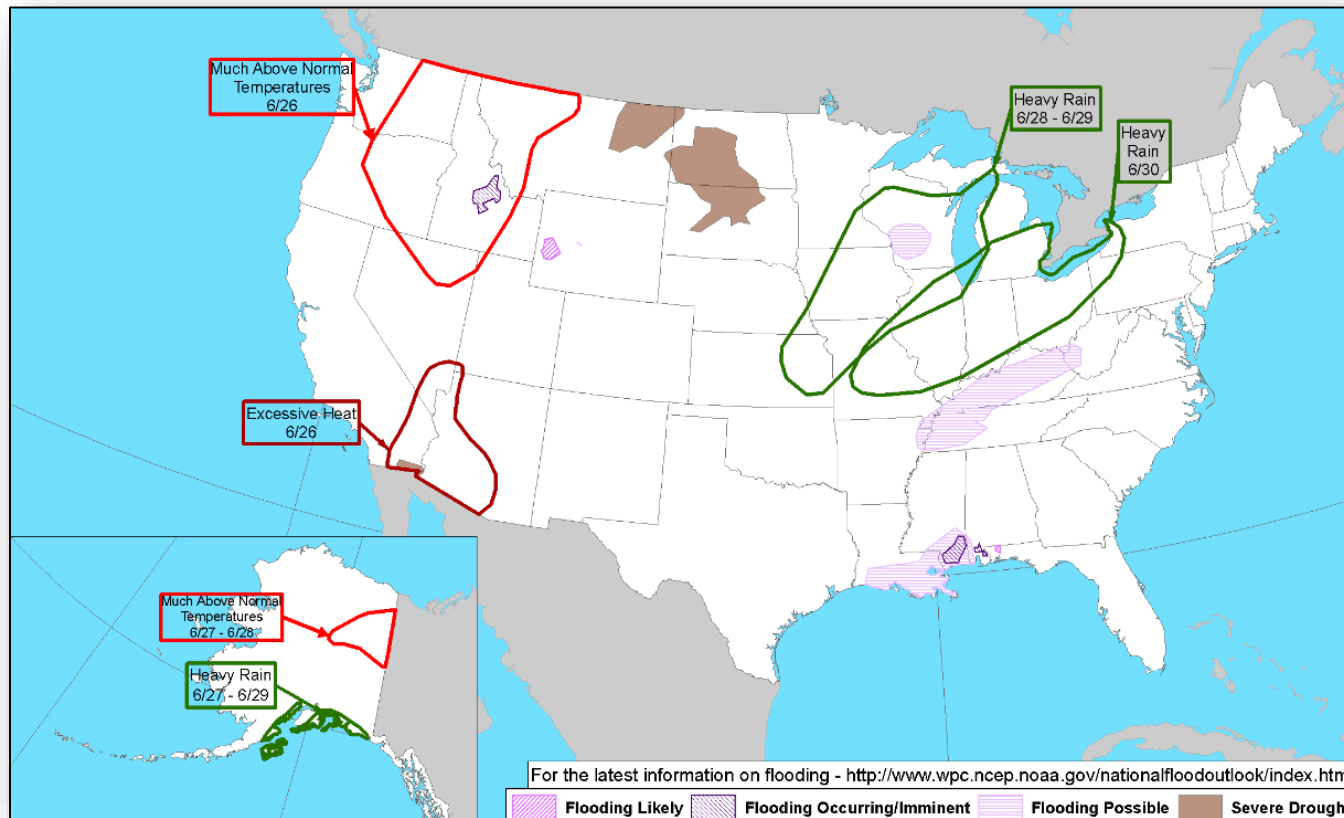 Much Above Normal
Temperatures
6/26
Heavy Rain
6/28 - 6/29
Heavy
Rain
6/30
Excessive Heat
6/26
Much Above Normal
Temperatures
6/27 - 6/28
Heavy Rain
6/27 - 6/29
For the latest information on flooding - http://www.wpc.ncep.noaa.gov/nationalfloodoutlook/index.htm
Flooding Likely
Flooding Occurring/Imminent
Flooding Possible
Severe Drough